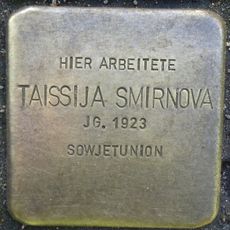 HIER ARBEITETE
TAISSIJA SMIRNOVA
JG. 1923
SOWJETUNION